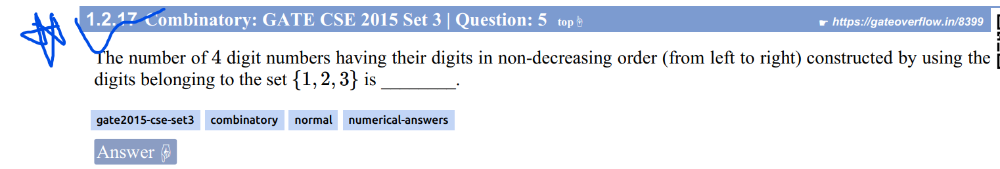 1.2.17 Combinatory: GATE CSE 2015 Set 3 | Question: 5 top☟ ☛ https://gateoverflow.in/8399
The number of 4 digit numbers having their digits in non-decreasing order (from left to right) constructed by using the
digits belonging to the set {1, 2, 3} is ________.
gate2015-cse-set3 combinatory normal numerical-answers
Answer ☟